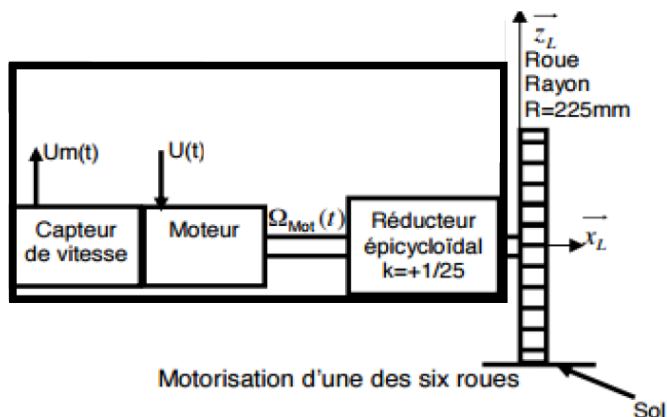 z_L
Roue
Rayon
R=225mm
Um(t)
U(t)
Capteur
de vitesse
Moteur
Ω_Mot(t)
Réducteur
épicycloïdal
k=+1/25
x_L
Motorisation d'une des six roues
Sol